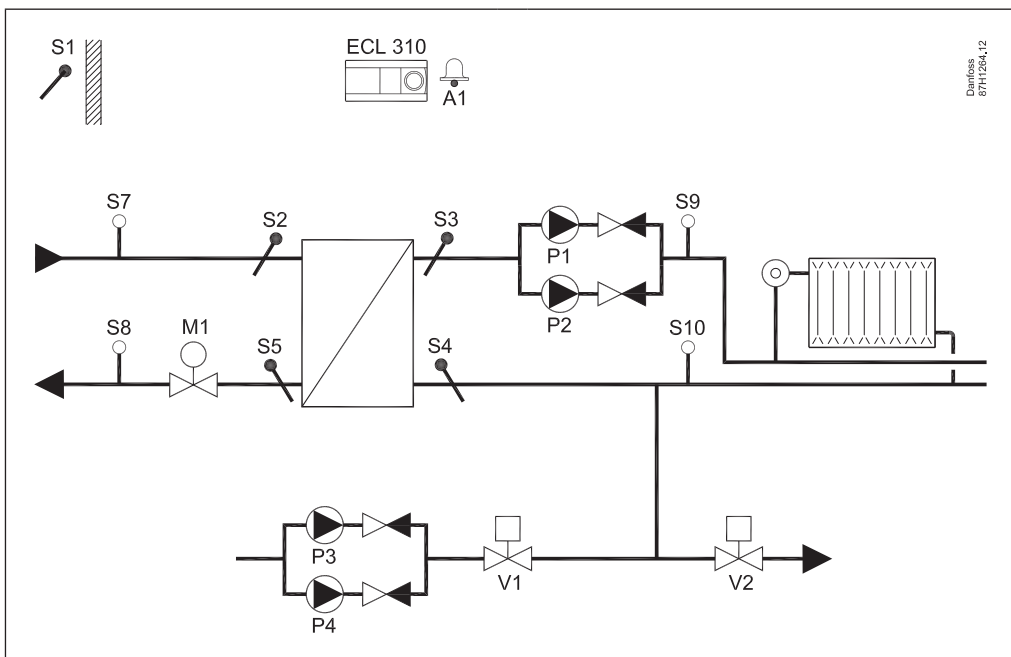 S1
ECL 310
A1
Danfoss
87H1264.12
S7
S2
S3
P1
S9
P2
S8
M1
S5
S4
S10
P3
V1
V2
P4